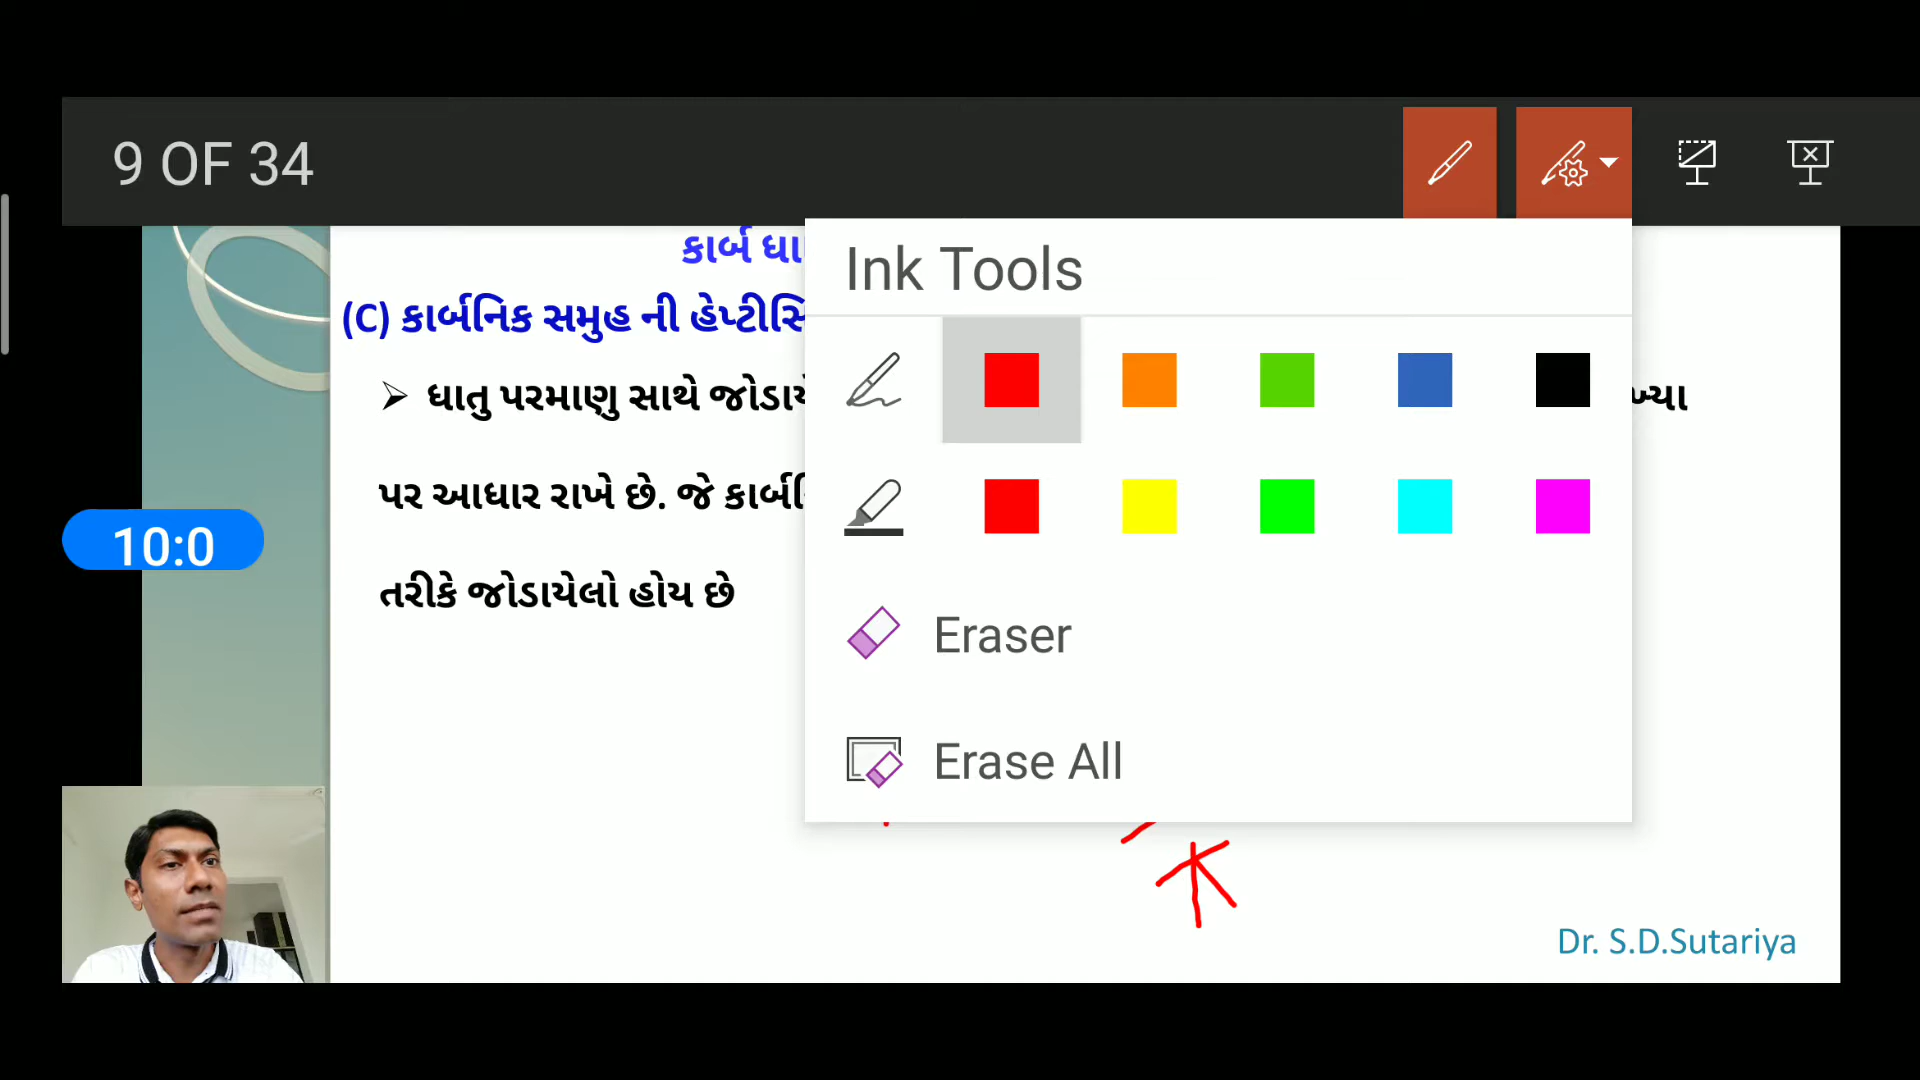 9 OF 34
કાર્બ ધા
Ink Tools
(C) કાર્બનિક સમુહ ની
ધાતુ પરમાણુ સાથે
પર આધાર રાખે છે. જે
Eraser
તરીકે જોડાયેલો હોય છે
10:0
Erase All
Dr. S.D.Sutariya